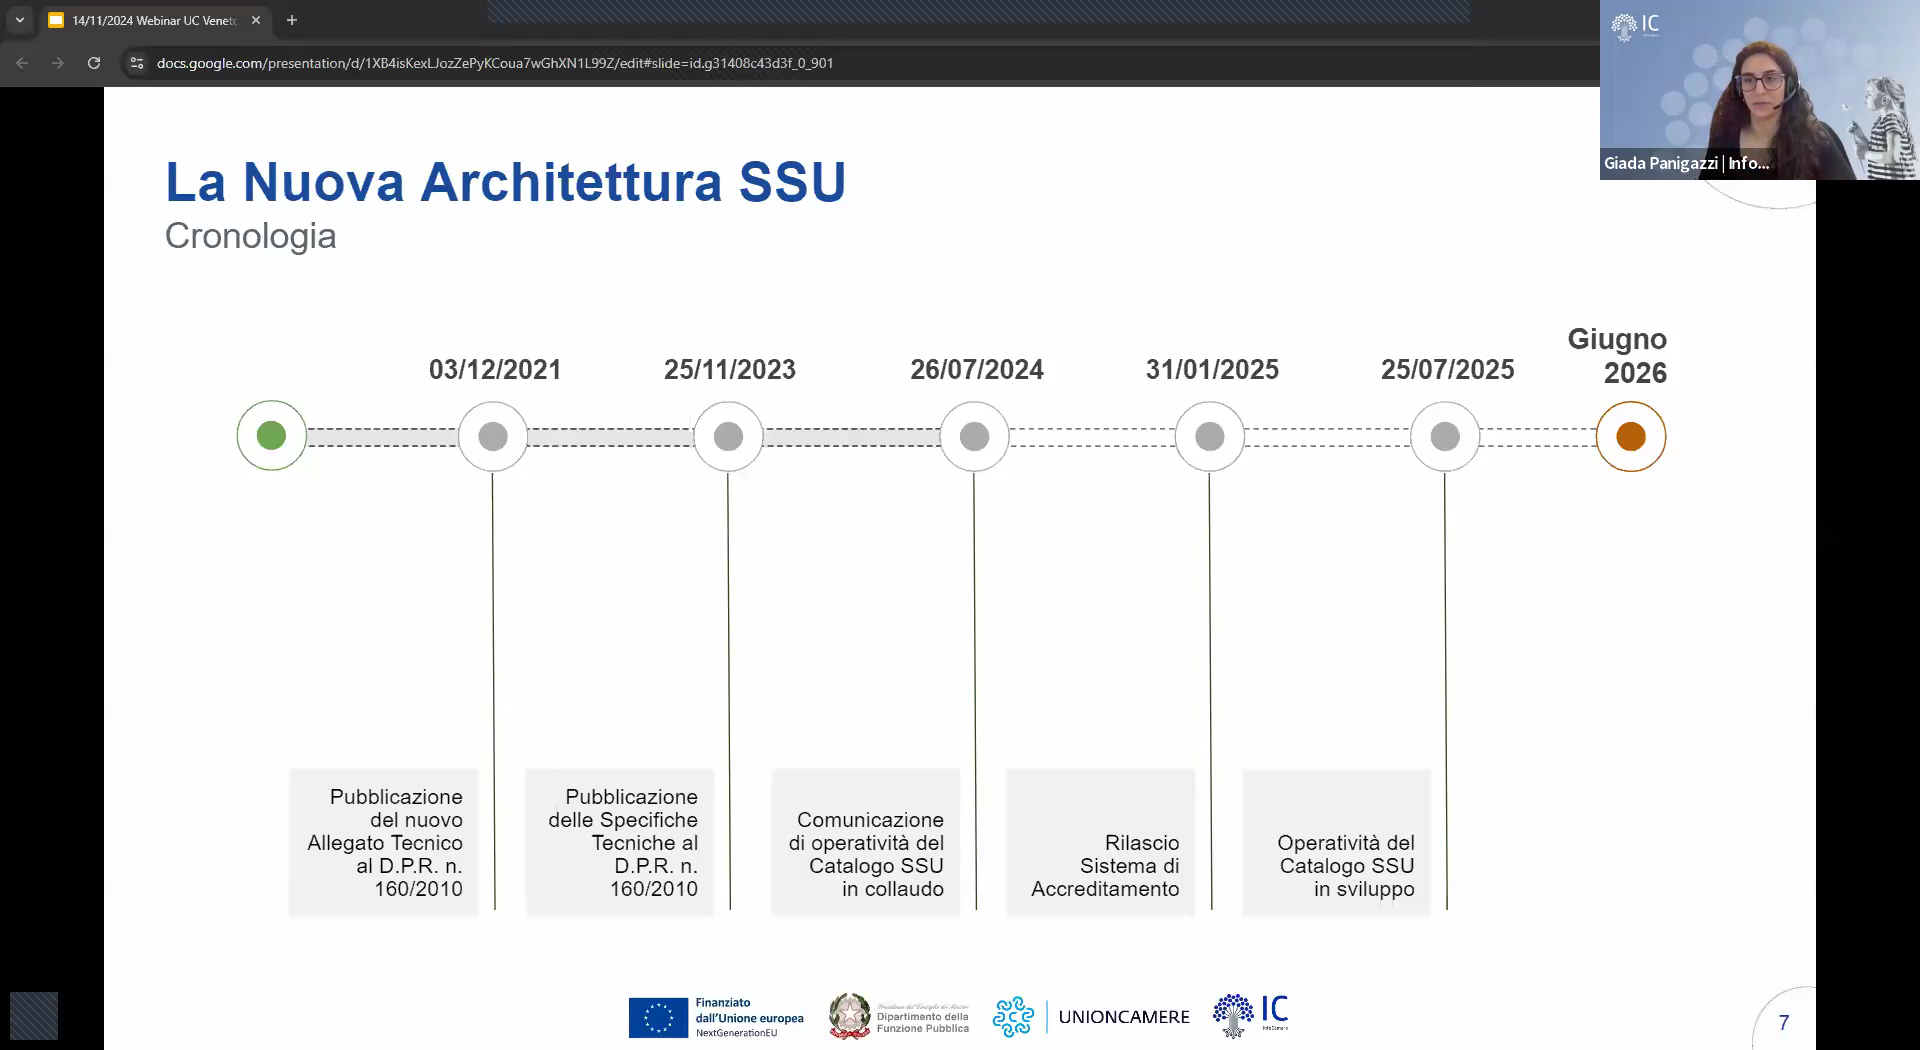 14/11/2024 Webinar UC Venet
docs.google.com/presentation/d/1XB4isKexLJozZePyKCoua7wGhXN1L99Z/edit#slide=id.g31408c43d3f_0_901
IC
Giada Panigazzi | Info...
La Nuova Architettura SSU
Cronologia
03/12/2021
25/11/2023
26/07/2024
31/01/2025
25/07/2025
Giugno
2026
Pubblicazione
del nuovo
Allegato Tecnico
al D.P.R. n.
160/2010
Pubblicazione
delle Specifiche
Tecniche al
D.P.R. n.
160/2010
Comunicazione
di operatività del
Catalogo SSU
in collaudo
Rilascio
Sistema di
Accreditamento
Operatività del
Catalogo SSU
in sviluppo
Finanziato
dall'Unione europea
NextGenerationEU
Presidenza del Consiglio dei Ministri
Dipartimento della
Funzione Pubblica
UNIONCAMERE
IC
InfoCamere
7